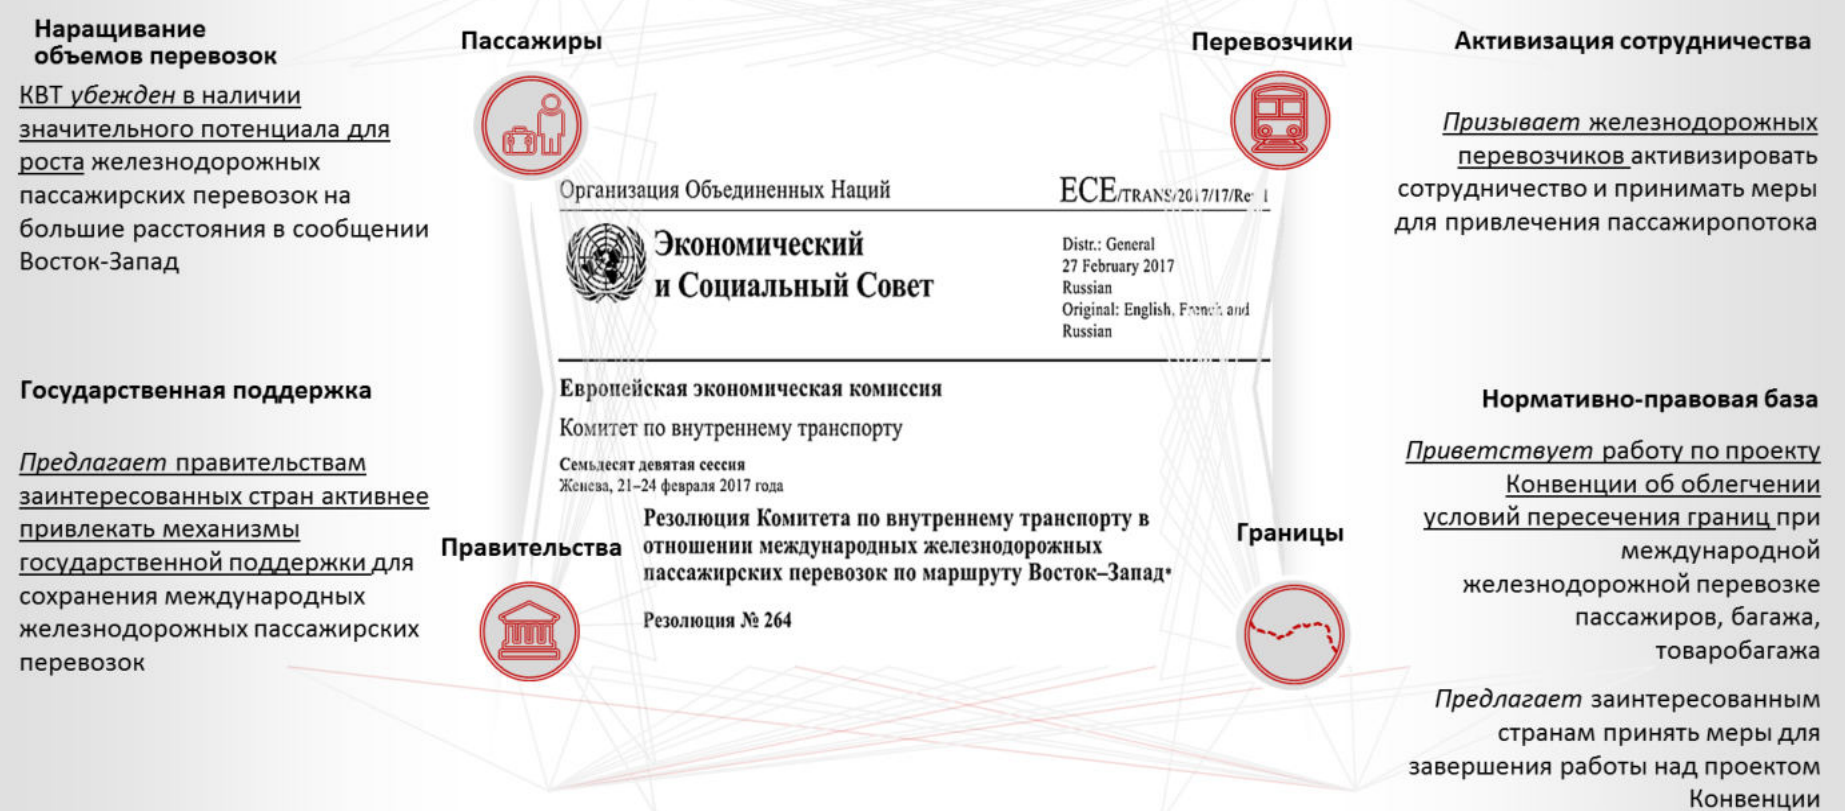 Наращивание
объемов перевозок
КВТ убежден в наличии
значительного потенциала для
роста железнодорожных
пассажирских перевозок на
большие расстояния в сообщении
Восток-Запад
Пассажиры
Перевозчики
Активизация сотрудничества
Призывает железнодорожных
перевозчиков активизировать
сотрудничество и принимать меры
для привлечения пассажиропотока
Организация Объединенных Наций
ECE/TRANS/2017/17/Rev.1
Экономический
и Социальный Совет
Distr.: General
27 February 2017
Russian
Original: English, French and
Russian
Европейская экономическая комиссия
Комитет по внутреннему транспорту
Семьдесят девятая сессия
Женева, 21–24 февраля 2017 года
Резолюция Комитета по внутреннему транспорту в
отношении международных железнодорожных
пассажирских перевозок по маршруту Восток–Запад*
Резолюция № 264
Государственная поддержка
Предлагает правительствам
заинтересованных стран активнее
привлекать механизмы
государственной поддержки для
сохранения международных
железнодорожных пассажирских
перевозок
Правительства
Границы
Нормативно-правовая база
Приветствует работу по проекту
Конвенции об облегчении
условий пересечения границ при
международной
железнодорожной перевозке
пассажиров, багажа,
товаробагажа
Предлагает заинтересованным
странам принять меры для
завершения работы над проектом
Конвенции